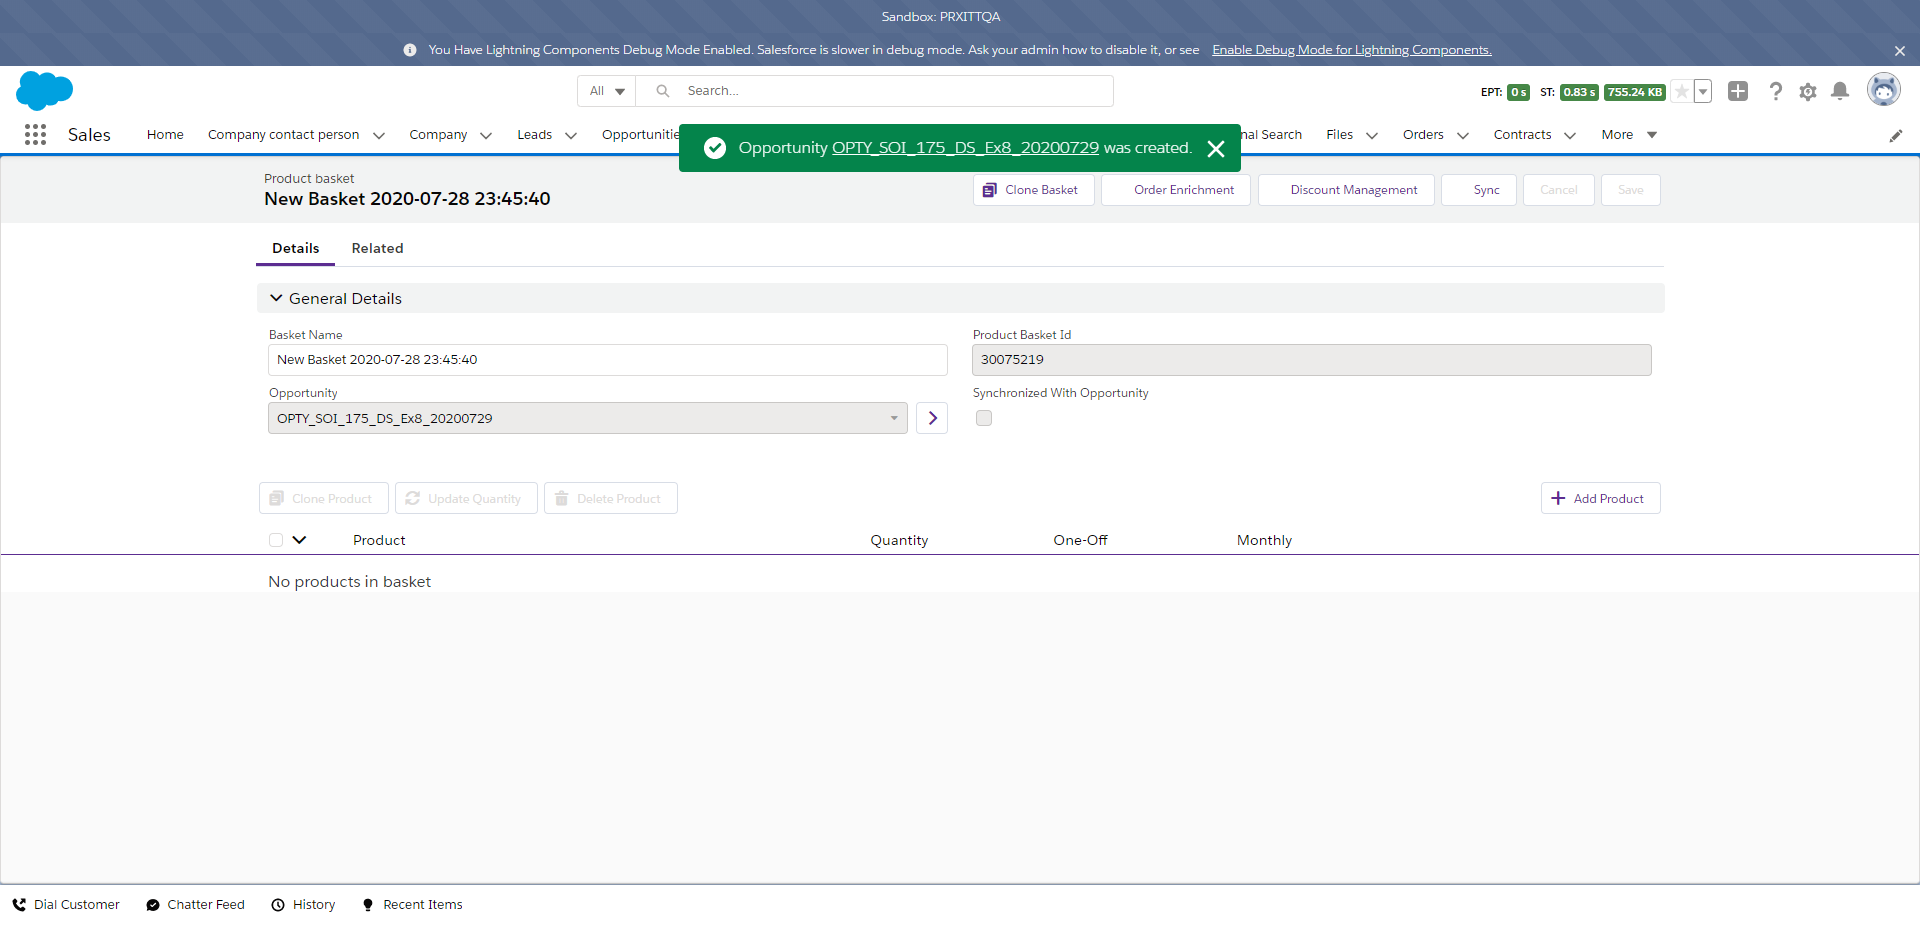 Sandbox: PRXITTQA
You Have Lightning Components Debug Mode Enabled. Salesforce is slower in debug mode. Ask your admin how to disable it, or see Enable Debug Mode for Lightning Components.
All Search... EPT: 0 s ST: 0.83 s 755.24 KB
Sales Home Company contact person Company Leads Opportunitie nal Search Files Orders Contracts More
Opportunity OPTY_SOI_175_DS_Ex8_20200729 was created.
Product basket
New Basket 2020-07-28 23:45:40
Clone Basket Order Enrichment Discount Management Sync Cancel Save
Details Related
General Details
Basket Name Product Basket Id
New Basket 2020-07-28 23:45:40 30075219
Opportunity Synchronized With Opportunity
OPTY_SOI_175_DS_Ex8_20200729
Clone Product Update Quantity Delete Product Add Product
Product Quantity One-Off Monthly
No products in basket
Dial Customer Chatter Feed History Recent Items